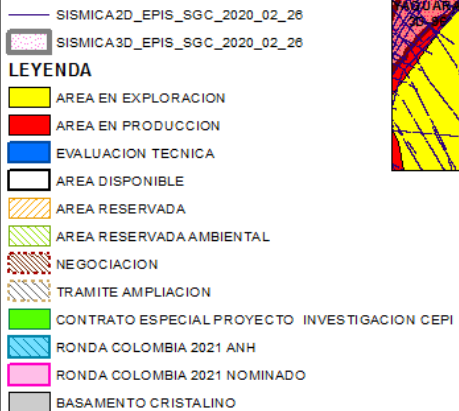 SISMICA2D_EPIS_SGC_2020_02_26
SISMICA3D_EPIS_SGC_2020_02_26
LEYENDA
AREA EN EXPLORACION
AREA EN PRODUCCION
EVALUACION TECNICA
AREA DISPONIBLE
AREA RESERVADA
AREA RESERVADA AMBIENTAL
NEGOCIACION
TRAMITE AMPLIACION
CONTRATO ESPECIAL PROYECTO INVESTIGACION CEPI
RONDA COLOMBIA 2021 ANH
RONDA COLOMBIA 2021 NOMINADO
BASAMENTO CRISTALINO